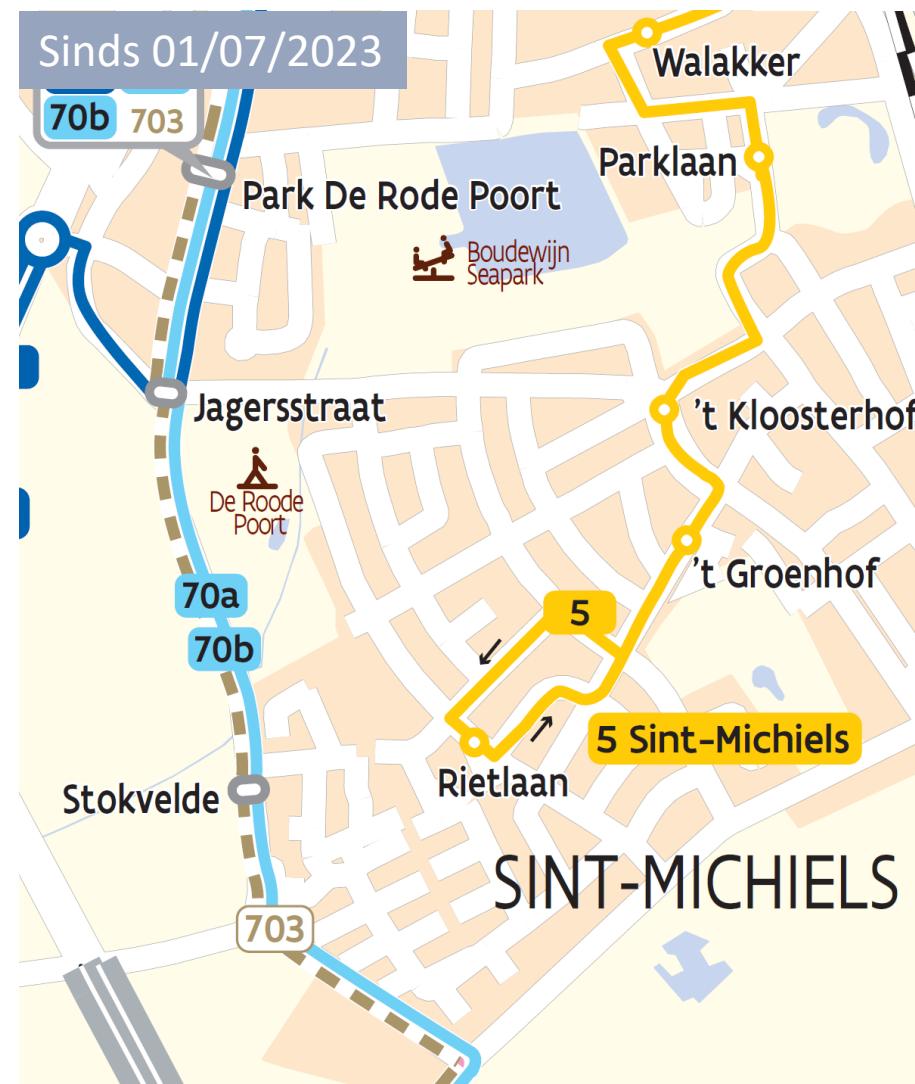 Sinds 01/07/2023
70b 703
Walakker
Parklaan
Park De Rode Poort
Boudewijn
Seapark
Jagersstraat
't Kloosterhof
De Roode
Poort
't Groenhof
70a
5
70b
5 Sint-Michiels
Rietlaan
Stokvelde
SINT-MICHIELS
703